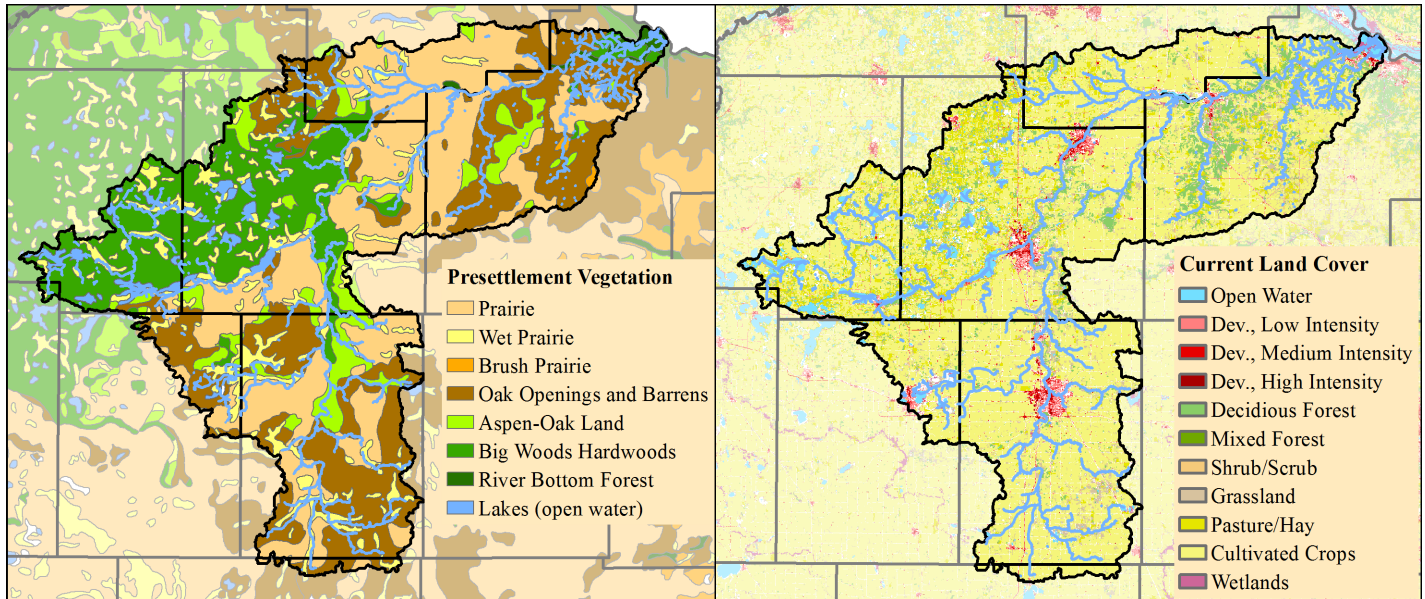 Presettlement Vegetation
Prairie
Wet Prairie
Brush Prairie
Oak Openings and Barrens
Aspen-Oak Land
Big Woods Hardwoods
River Bottom Forest
Lakes (open water)
Current Land Cover
Open Water
Dev., Low Intensity
Dev., Medium Intensity
Dev., High Intensity
Decidious Forest
Mixed Forest
Shrub/Scrub
Grassland
Pasture/Hay
Cultivated Crops
Wetlands